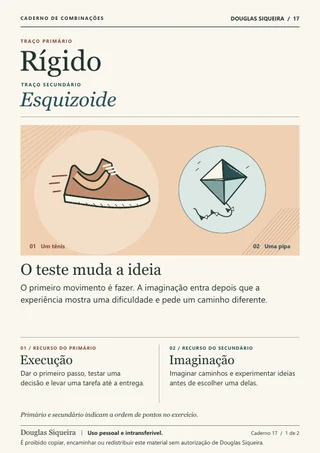 CADERNO DE COMBINAÇÕES
DOUGLAS SIQUEIRA / 17
TRAÇO PRIMÁRIO
Rígido
TRAÇO SECUNDÁRIO
Esquizoide
01 Um tênis
02 Uma pipa
O teste muda a ideia
O primeiro movimento é fazer. A imaginação entra depois que a
experiência mostra uma dificuldade e pede um caminho diferente.
01 / RECURSO DO PRIMÁRIO
Execução
Dar o primeiro passo, testar uma
decisão e levar uma tarefa até a entrega.
02 / RECURSO DO SECUNDÁRIO
Imaginação
Imaginar caminhos e experimentar ideias
antes de escolher uma delas.
Primário e secundário indicam a ordem de pontos no exercício.
Douglas Siqueira | Uso pessoal e intransferível.
Caderno 17 / 1 de 2
É proibido copiar, encaminhar ou redistribuir este material sem autorização de Douglas Siqueira.